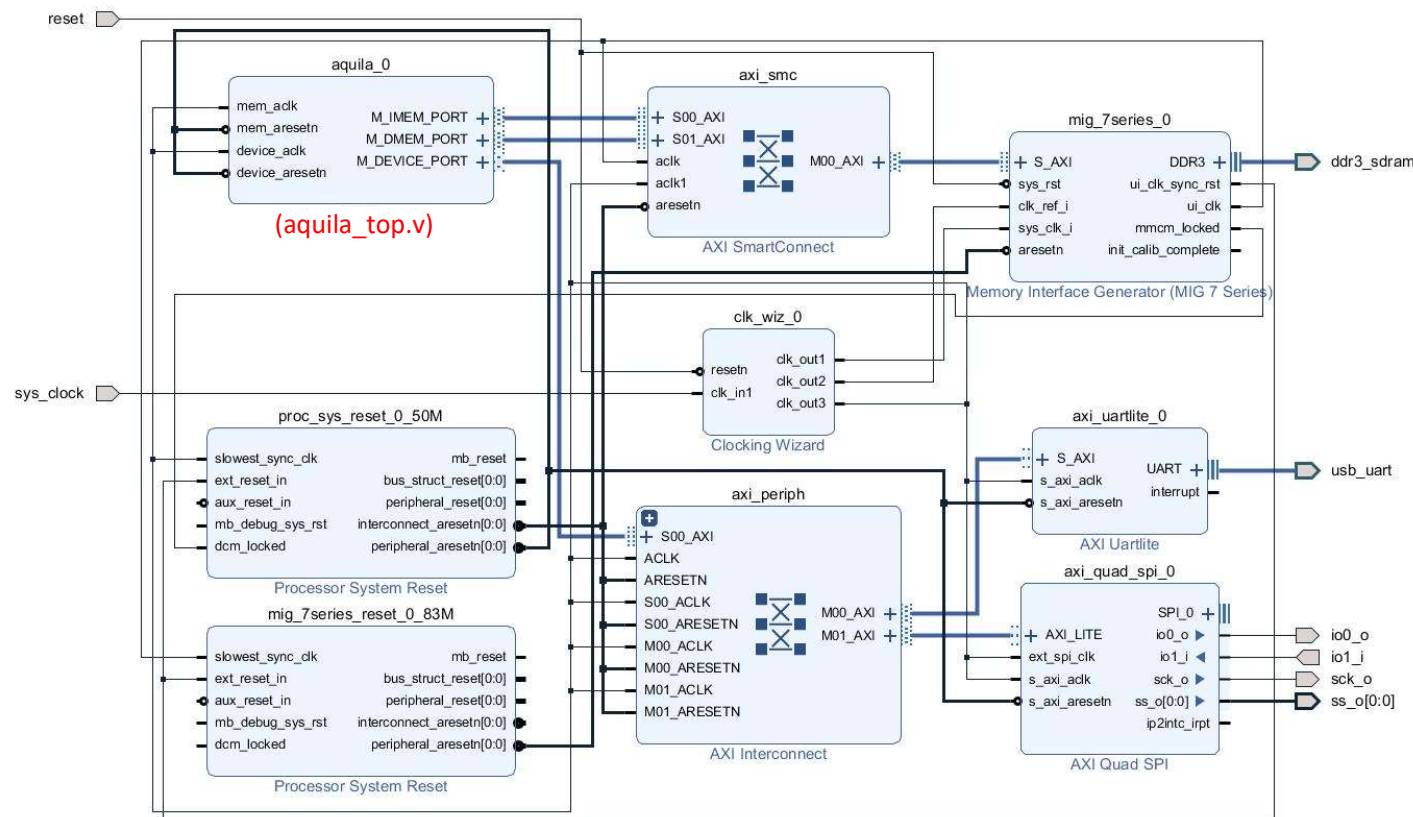 reset
aquila_0
mem_aclk
mem_aresetn
device_aclk
device_aresetn
M_IMEM_PORT
M_DMEM_PORT
M_DEVICE_PORT
(aquila_top.v)
axi_smc
S00_AXI
S01_AXI
aclk
aclk1
aresetn
M00_AXI
AXI SmartConnect
mig_7series_0
S_AXI
sys_rst
clk_ref_i
sys_clk_i
aresetn
DDR3
ui_clk_sync_rst
ui_clk
mmcm_locked
init_calib_complete
Memory Interface Generator (MIG 7 Series)
ddr3_sdram
sys_clock
clk_wiz_0
resetn
clk_in1
clk_out1
clk_out2
clk_out3
Clocking Wizard
proc_sys_reset_0_50M
slowest_sync_clk
ext_reset_in
aux_reset_in
mb_debug_sys_rst
dcm_locked
mb_reset
bus_struct_reset[0:0]
peripheral_reset[0:0]
interconnect_aresetn[0:0]
peripheral_aresetn[0:0]
Processor System Reset
mig_7series_reset_0_83M
slowest_sync_clk
ext_reset_in
aux_reset_in
mb_debug_sys_rst
dcm_locked
mb_reset
bus_struct_reset[0:0]
peripheral_reset[0:0]
interconnect_aresetn[0:0]
peripheral_aresetn[0:0]
Processor System Reset
axi_periph
S00_AXI
ACLK
ARESETN
S00_ACLK
S00_ARESETN
M00_ACLK
M00_ARESETN
M01_ACLK
M01_ARESETN
M00_AXI
M01_AXI
AXI Interconnect
axi_uartlite_0
S_AXI
s_axi_aclk
s_axi_aresetn
UART
interrupt
AXI Uartlite
usb_uart
axi_quad_spi_0
AXI_LITE
ext_spi_clk
s_axi_aclk
s_axi_aresetn
SPI_0
io0_o
io1_i
sck_o
ss_o[0:0]
ip2intc_irpt
AXI Quad SPI
io0_o
io1_i
sck_o
ss_o[0:0]